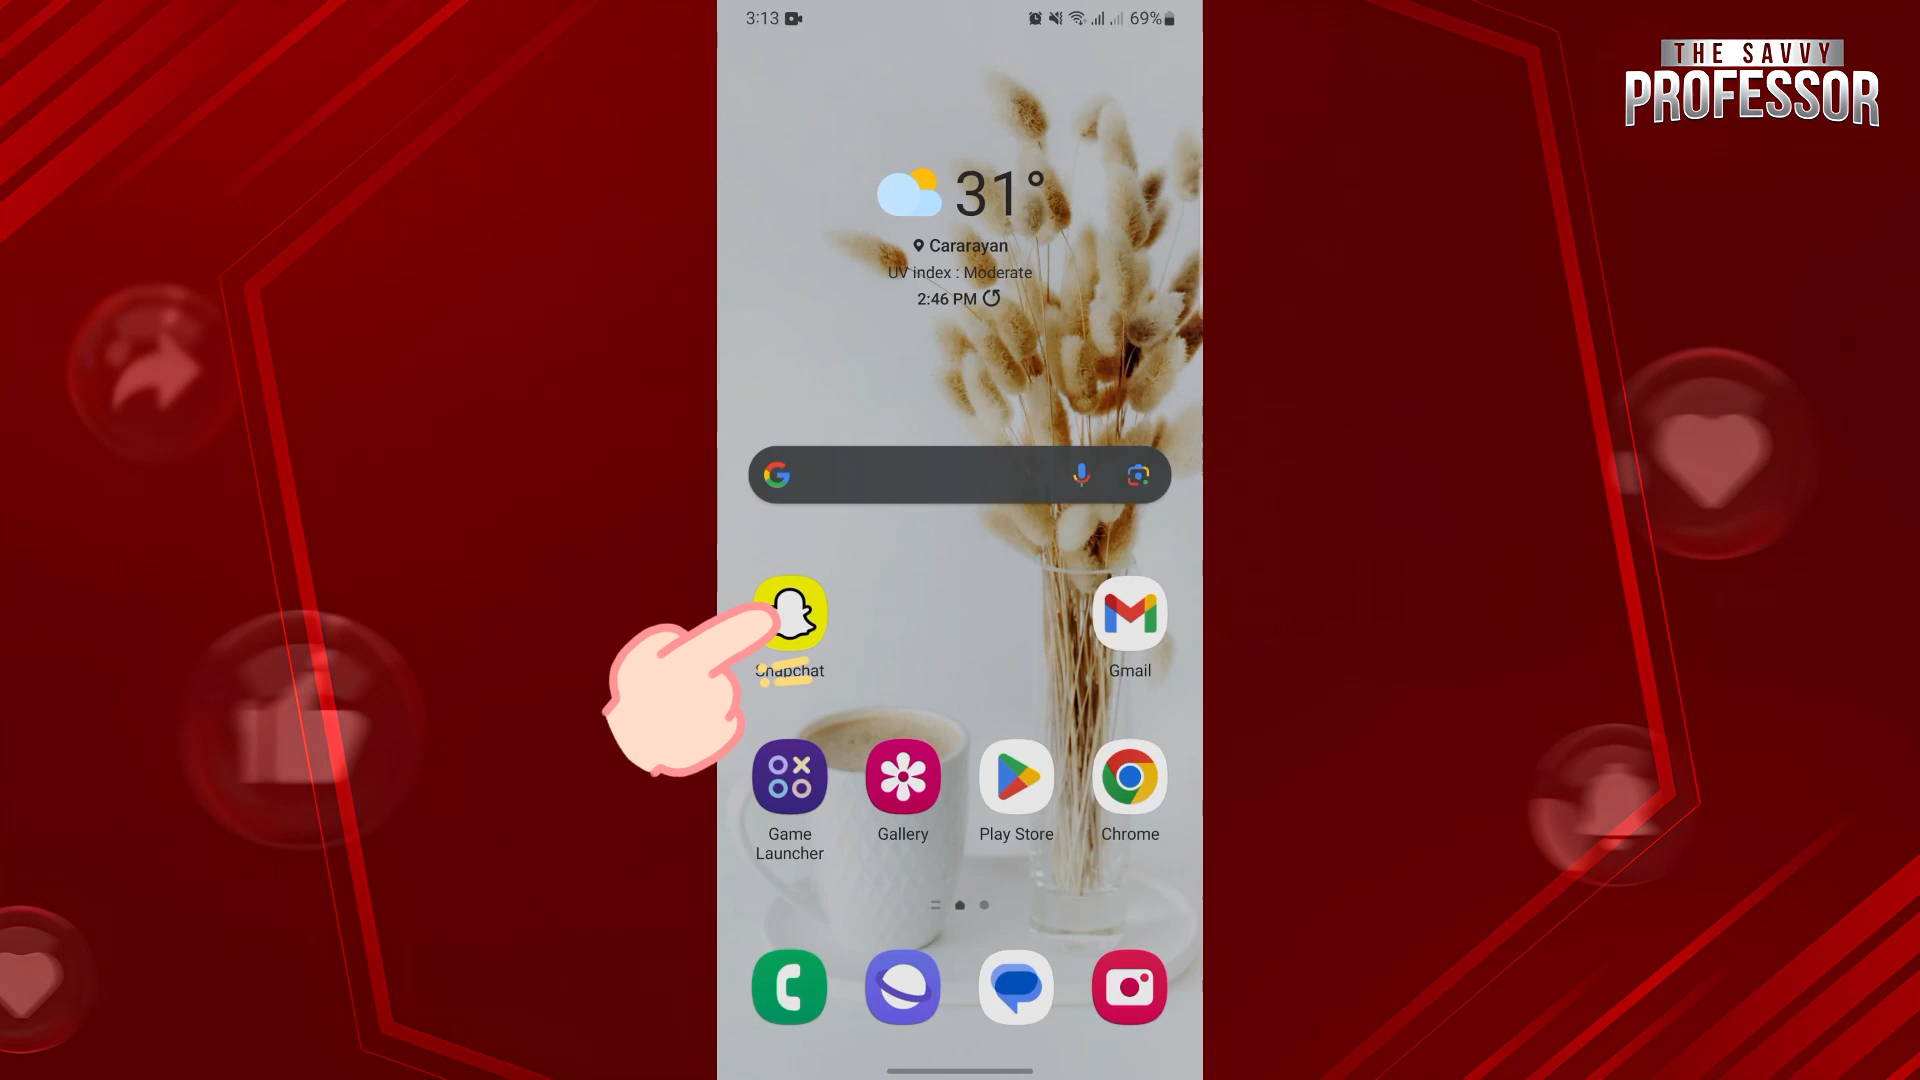 3:13
69%
THE SAVVY
PROFESSOR
31°
Cararayan
UV index : Moderate
2:46 PM
Snapchat
Gmail
Game
Launcher
Gallery
Play Store
Chrome